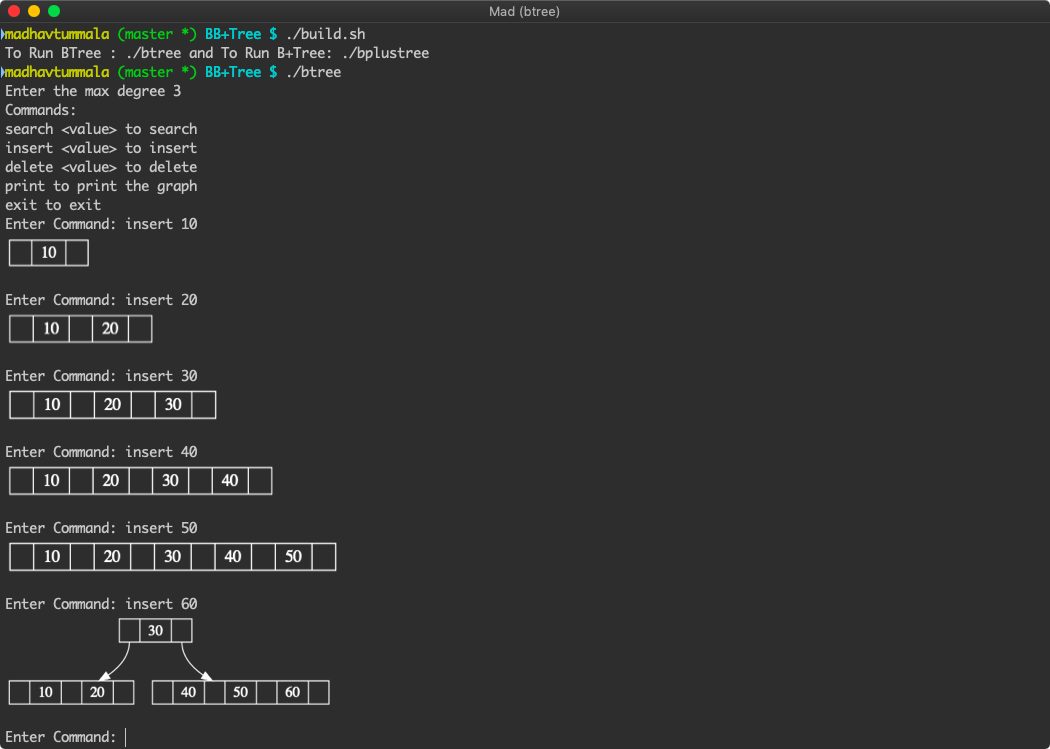 Mad (btree)
madhavtummala (master *) BB+Tree $ ./build.sh
To Run BTree : ./btree and To Run B+Tree: ./bplustree
madhavtummala (master *) BB+Tree $ ./btree
Enter the max degree 3
Commands:
search <value> to search
insert <value> to insert
delete <value> to delete
print to print the graph
exit to exit
Enter Command: insert 10
10
Enter Command: insert 20
10 20
Enter Command: insert 30
10 20 30
Enter Command: insert 40
10 20 30 40
Enter Command: insert 50
10 20 30 40 50
Enter Command: insert 60
30
10 20 40 50 60
Enter Command: